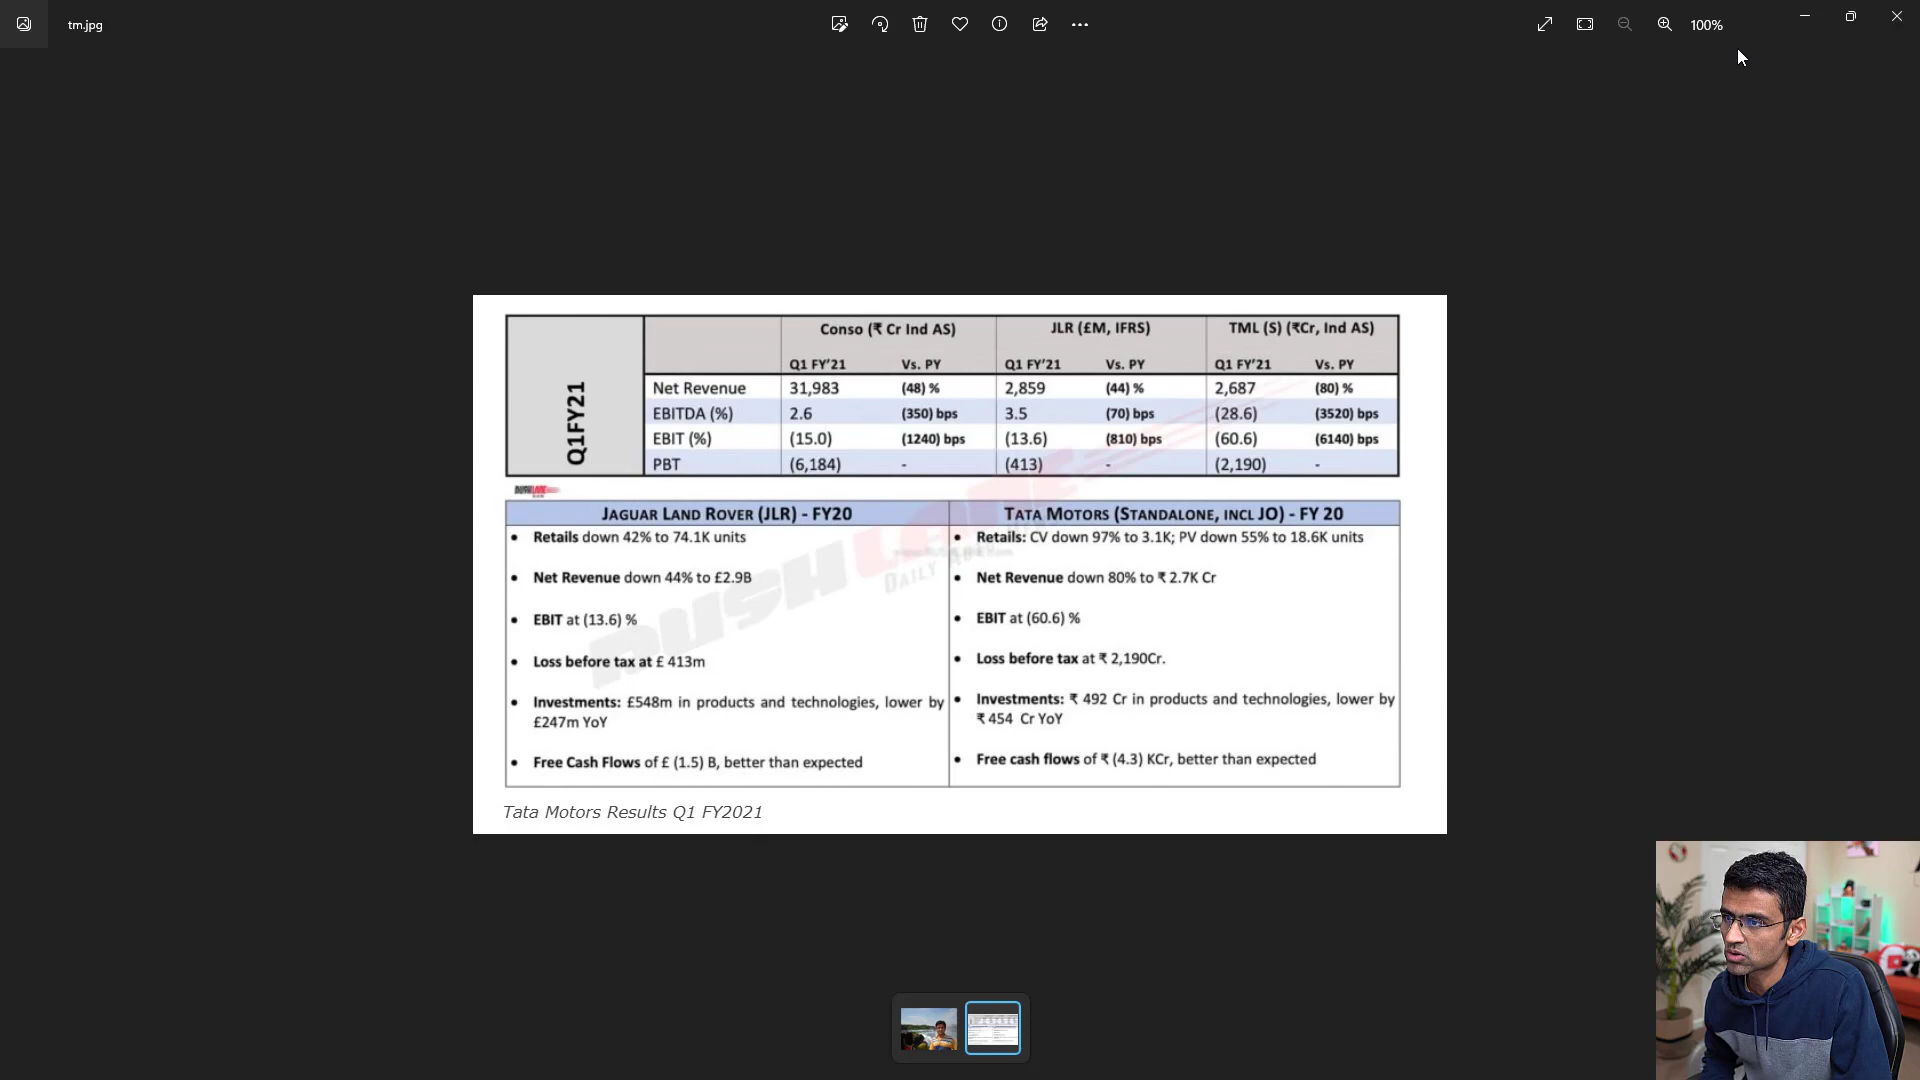 tm.jpg
100%
Conso (₹ Cr Ind AS) JLR (£M, IFRS) TML (S) (₹Cr, Ind AS)
Q1 FY'21 Vs. PY Q1 FY'21 Vs. PY Q1 FY'21 Vs. PY
Q1FY21
Net Revenue 31,983 (48) % 2,859 (44) % 2,687 (80) %
EBITDA (%) 2.6 (350) bps 3.5 (70) bps (28.6) (3520) bps
EBIT (%) (15.0) (1240) bps (13.6) (810) bps (60.6) (6140) bps
PBT (6,184) - (413) - (2,190) -
RUSHLANE
JAGUAR LAND ROVER (JLR) - FY20
• Retails down 42% to 74.1K units
• Net Revenue down 44% to £2.9B
• EBIT at (13.6) %
• Loss before tax at £ 413m
• Investments: £548m in products and technologies, lower by
£247m YoY
• Free Cash Flows of £ (1.5) B, better than expected
TATA MOTORS (STANDALONE, INCL JO) - FY 20
• Retails: CV down 97% to 3.1K; PV down 55% to 18.6K units
• Net Revenue down 80% to ₹ 2.7K Cr
• EBIT at (60.6) %
• Loss before tax at ₹ 2,190Cr.
• Investments: ₹ 492 Cr in products and technologies, lower by
₹ 454 Cr YoY
• Free cash flows of ₹ (4.3) KCr, better than expected
RUSHLANE
DAILY
Tata Motors Results Q1 FY2021